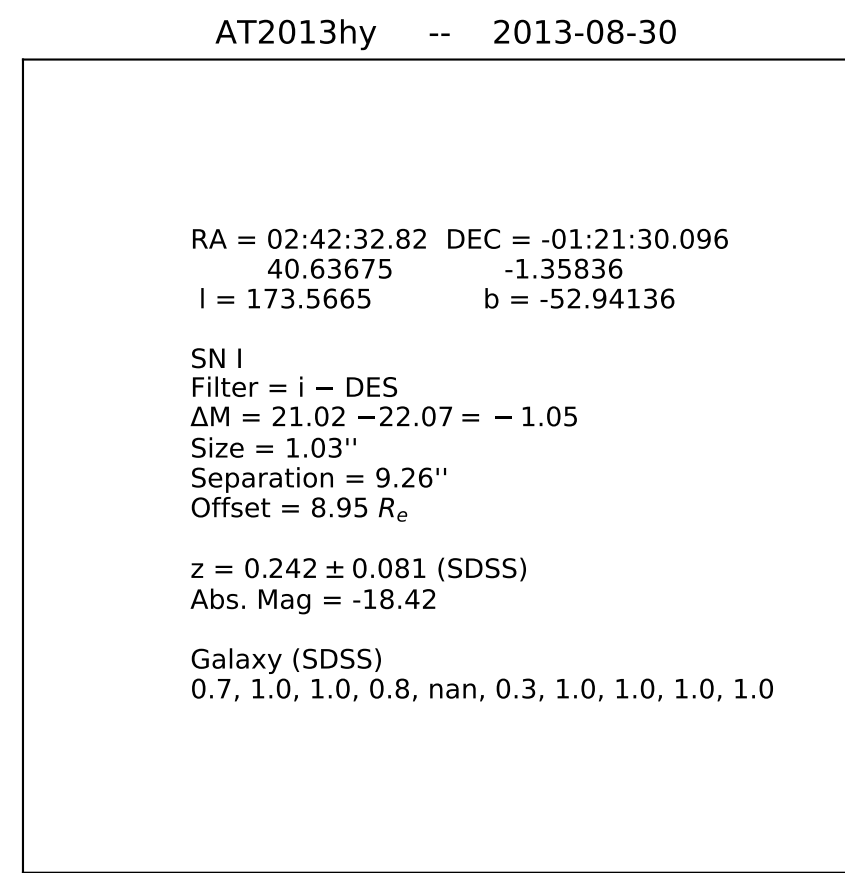 AT2013hy -- 2013-08-30
RA = 02:42:32.82 DEC = -01:21:30.096
40.63675 -1.35836
l = 173.5665 b = -52.94136
SN I
Filter = i − DES
ΔM = 21.02 −22.07 = − 1.05
Size = 1.03''
Separation = 9.26''
Offset = 8.95 Rₑ
z = 0.242 ± 0.081 (SDSS)
Abs. Mag = -18.42
Galaxy (SDSS)
0.7, 1.0, 1.0, 0.8, nan, 0.3, 1.0, 1.0, 1.0, 1.0